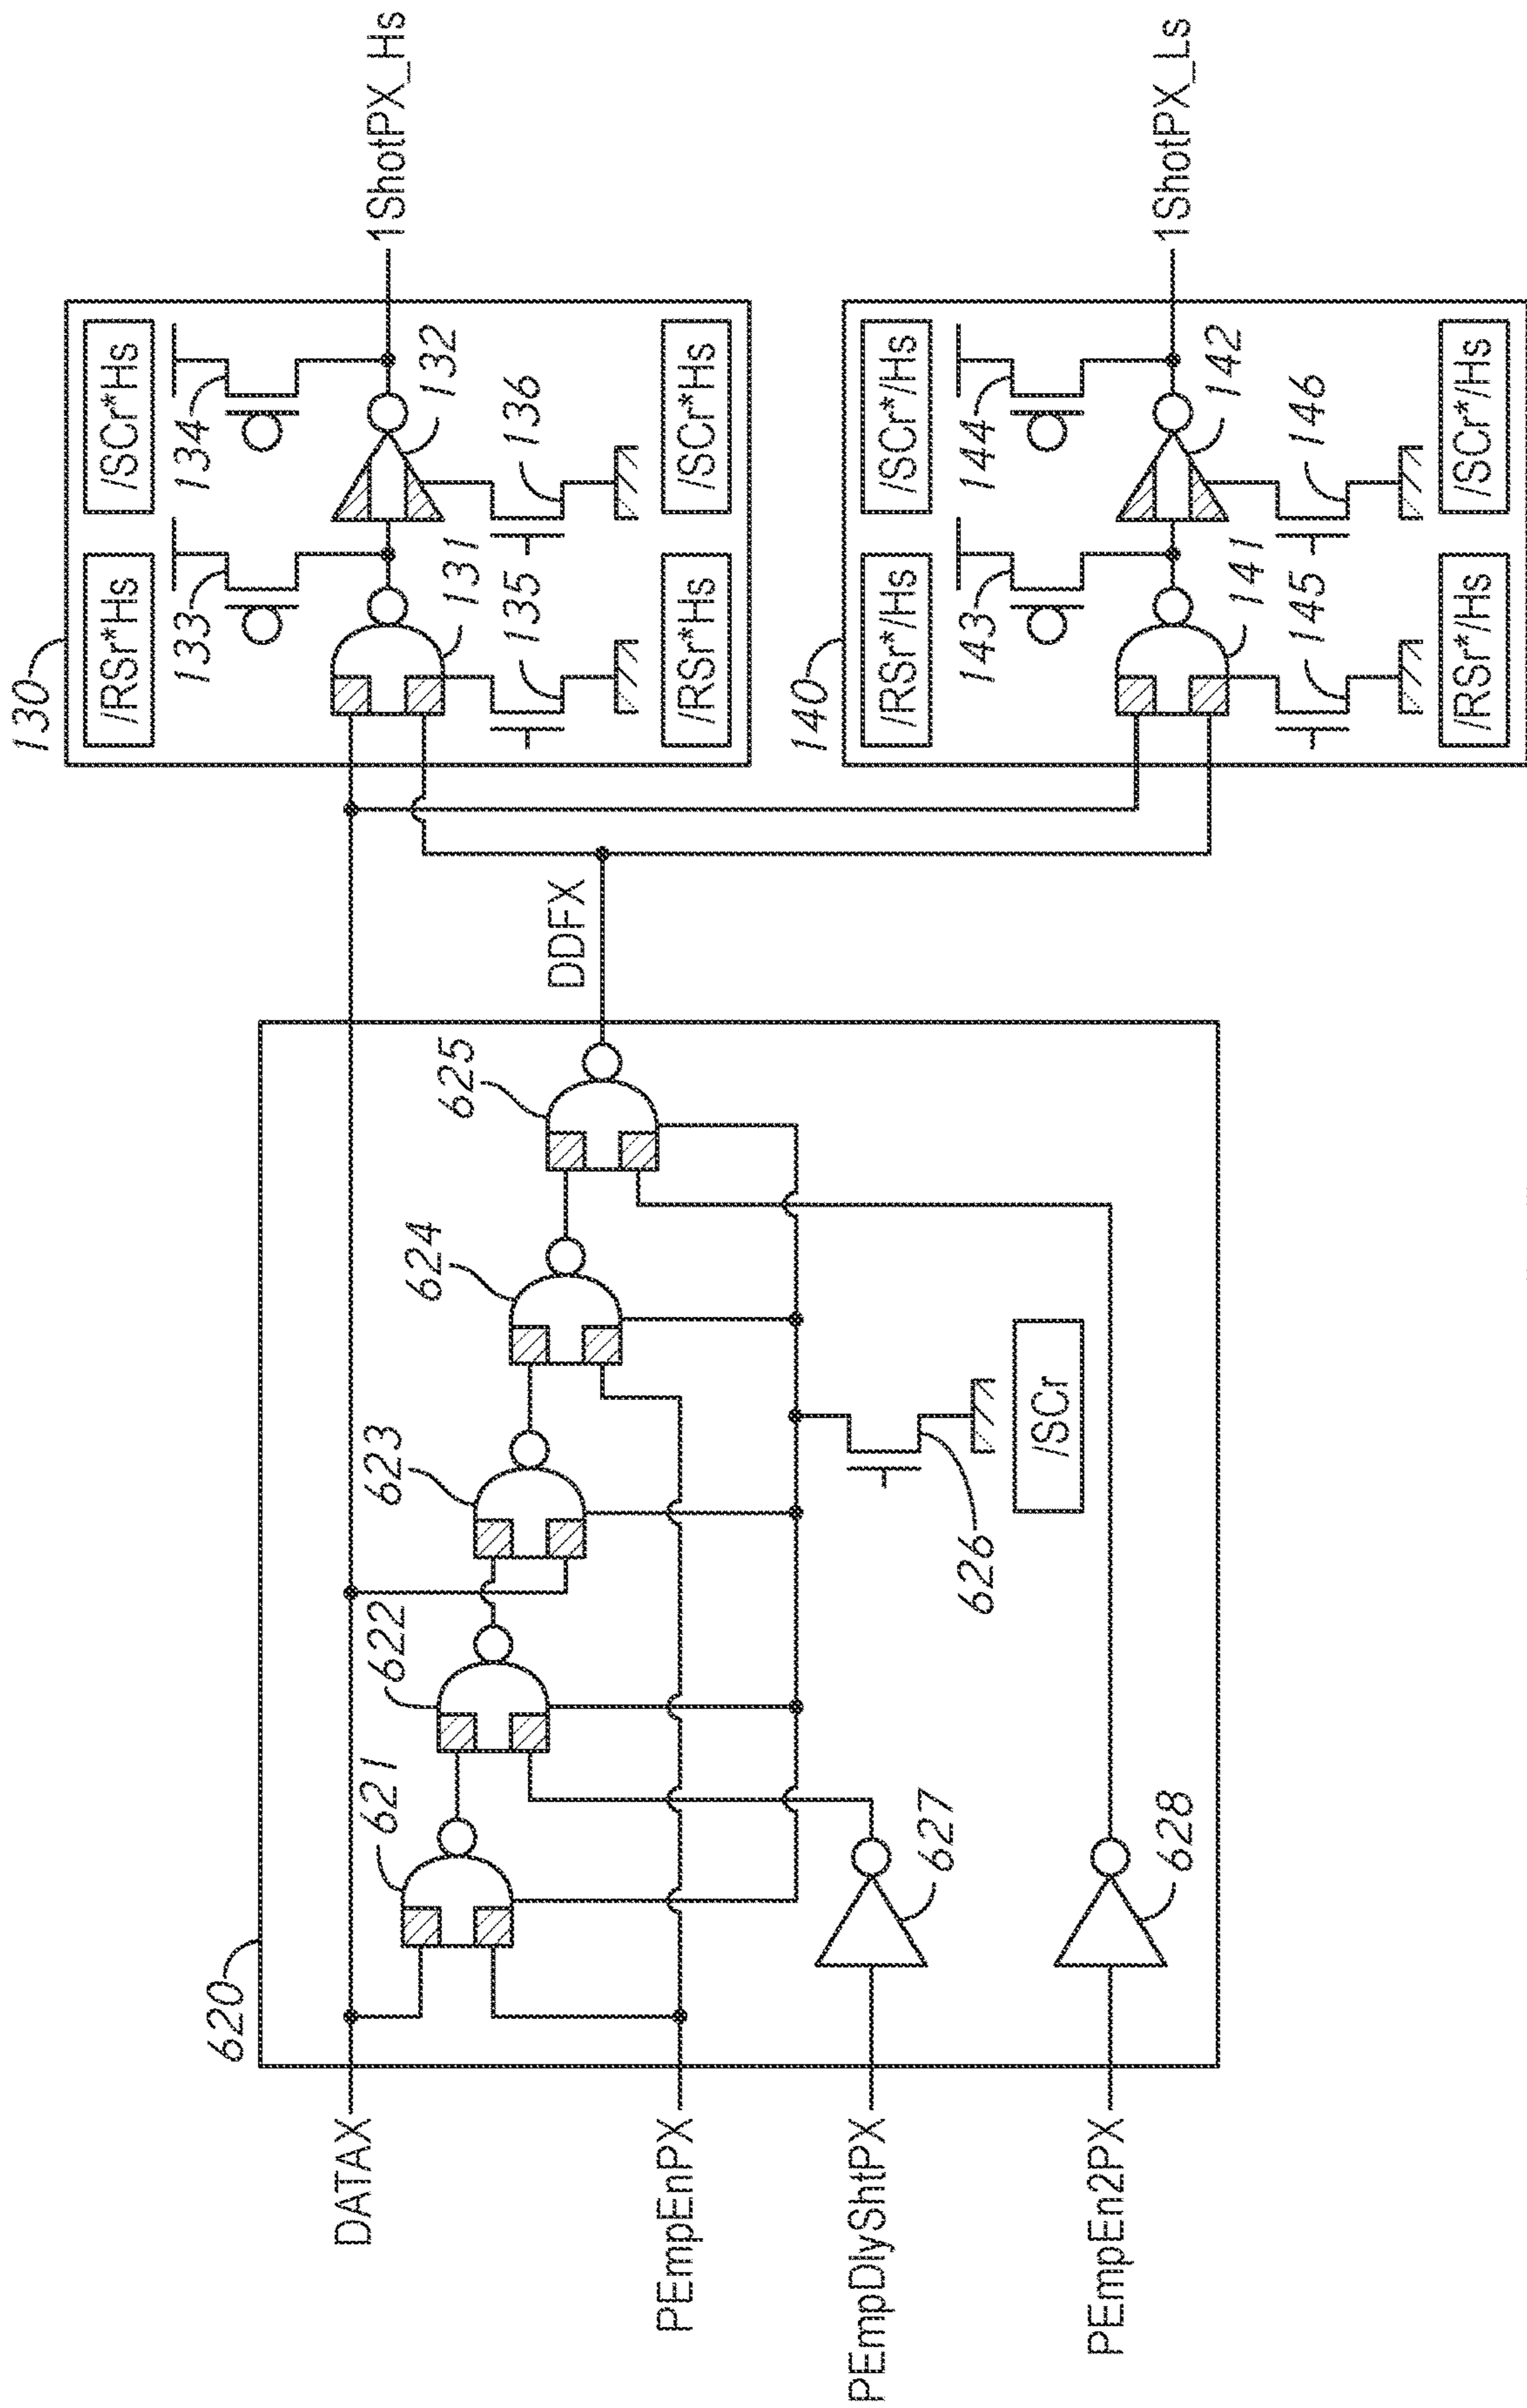 130
/RSr*Hs
/SCr*Hs
133
134
131
132
135
136
/RSr*Hs
/SCr*Hs
1ShotPX_Hs
140
/RSr*/Hs
/SCr*/Hs
143
144
141
142
145
146
/RSr*/Hs
/SCr*/Hs
1ShotPX_Ls
620
DATAX
PEmpEnPX
PEmpDlyShtPX
PEmpEn2PX
621
622
623
624
625
DDFX
626
/SCr
627
628